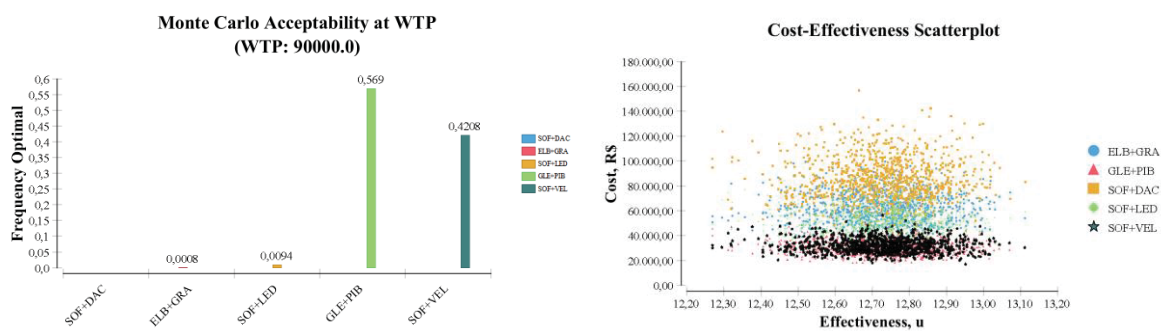 Monte Carlo Acceptability at WTP
(WTP: 90000.0)
Frequency Optimal
0,6
0,55
0,5
0,45
0,4
0,35
0,3
0,25
0,2
0,15
0,1
0,05
0,0
0,0008
0,0094
0,569
0,4208
SOF+DAC
ELB+GRA
SOF+LED
GLE+PIB
SOF+VEL
SOF+DAC
ELB+GRA
SOF+LED
GLE+PIB
SOF+VEL
Cost-Effectiveness Scatterplot
Cost, R$
180.000,00
160.000,00
140.000,00
120.000,00
100.000,00
80.000,00
60.000,00
40.000,00
20.000,00
0,00
12,20
12,30
12,40
12,50
12,60
12,70
12,80
12,90
13,00
13,10
13,20
Effectiveness, u
ELB+GRA
GLE+PIB
SOF+DAC
SOF+LED
SOF+VEL